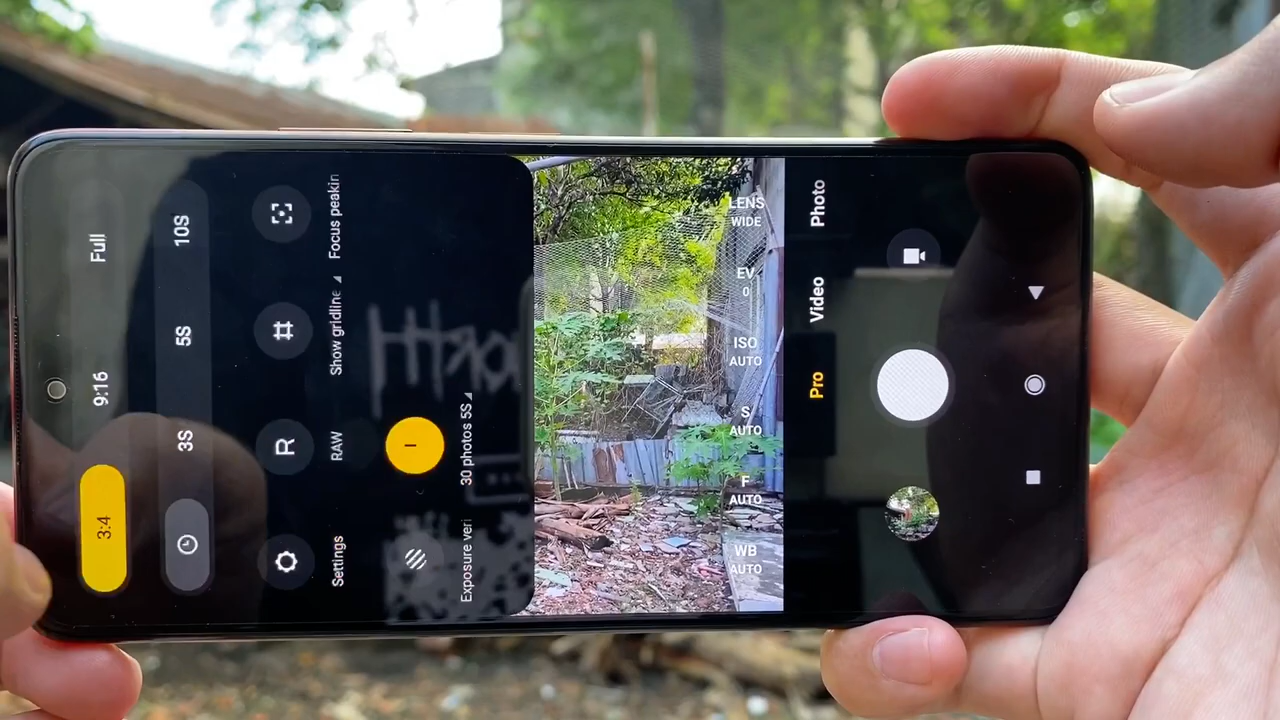 3:4
9:16
Full
3S
5S
10S
R
Settings
RAW
Show gridline
Focus peakin
Exposure veri
30 photos 5S
LENS
WIDE
EV
0
ISO
AUTO
S
AUTO
F
AUTO
WB
AUTO
Pro
Video
Photo